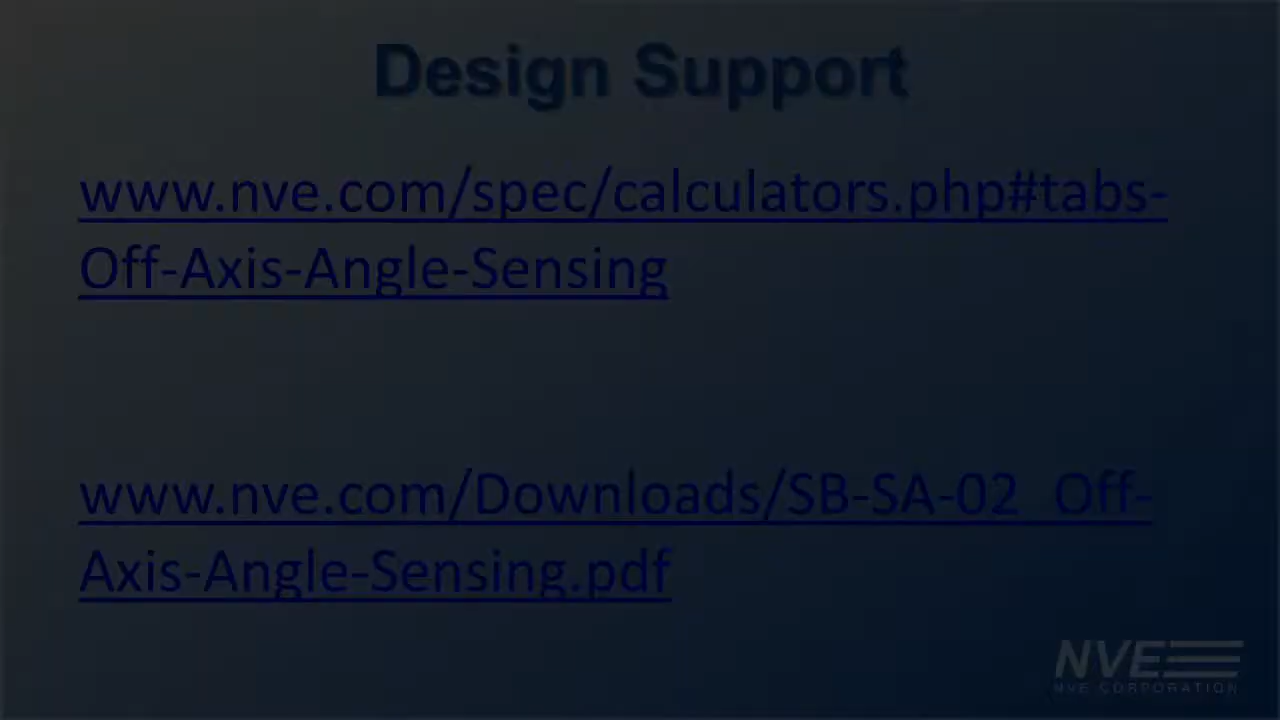 Design Support
www.nve.com/spec/calculators.php#tabs-
Off-Axis-Angle-Sensing
www.nve.com/Downloads/SB-SA-02_Off-
Axis-Angle-Sensing.pdf
NVE
NVE CORPORATION